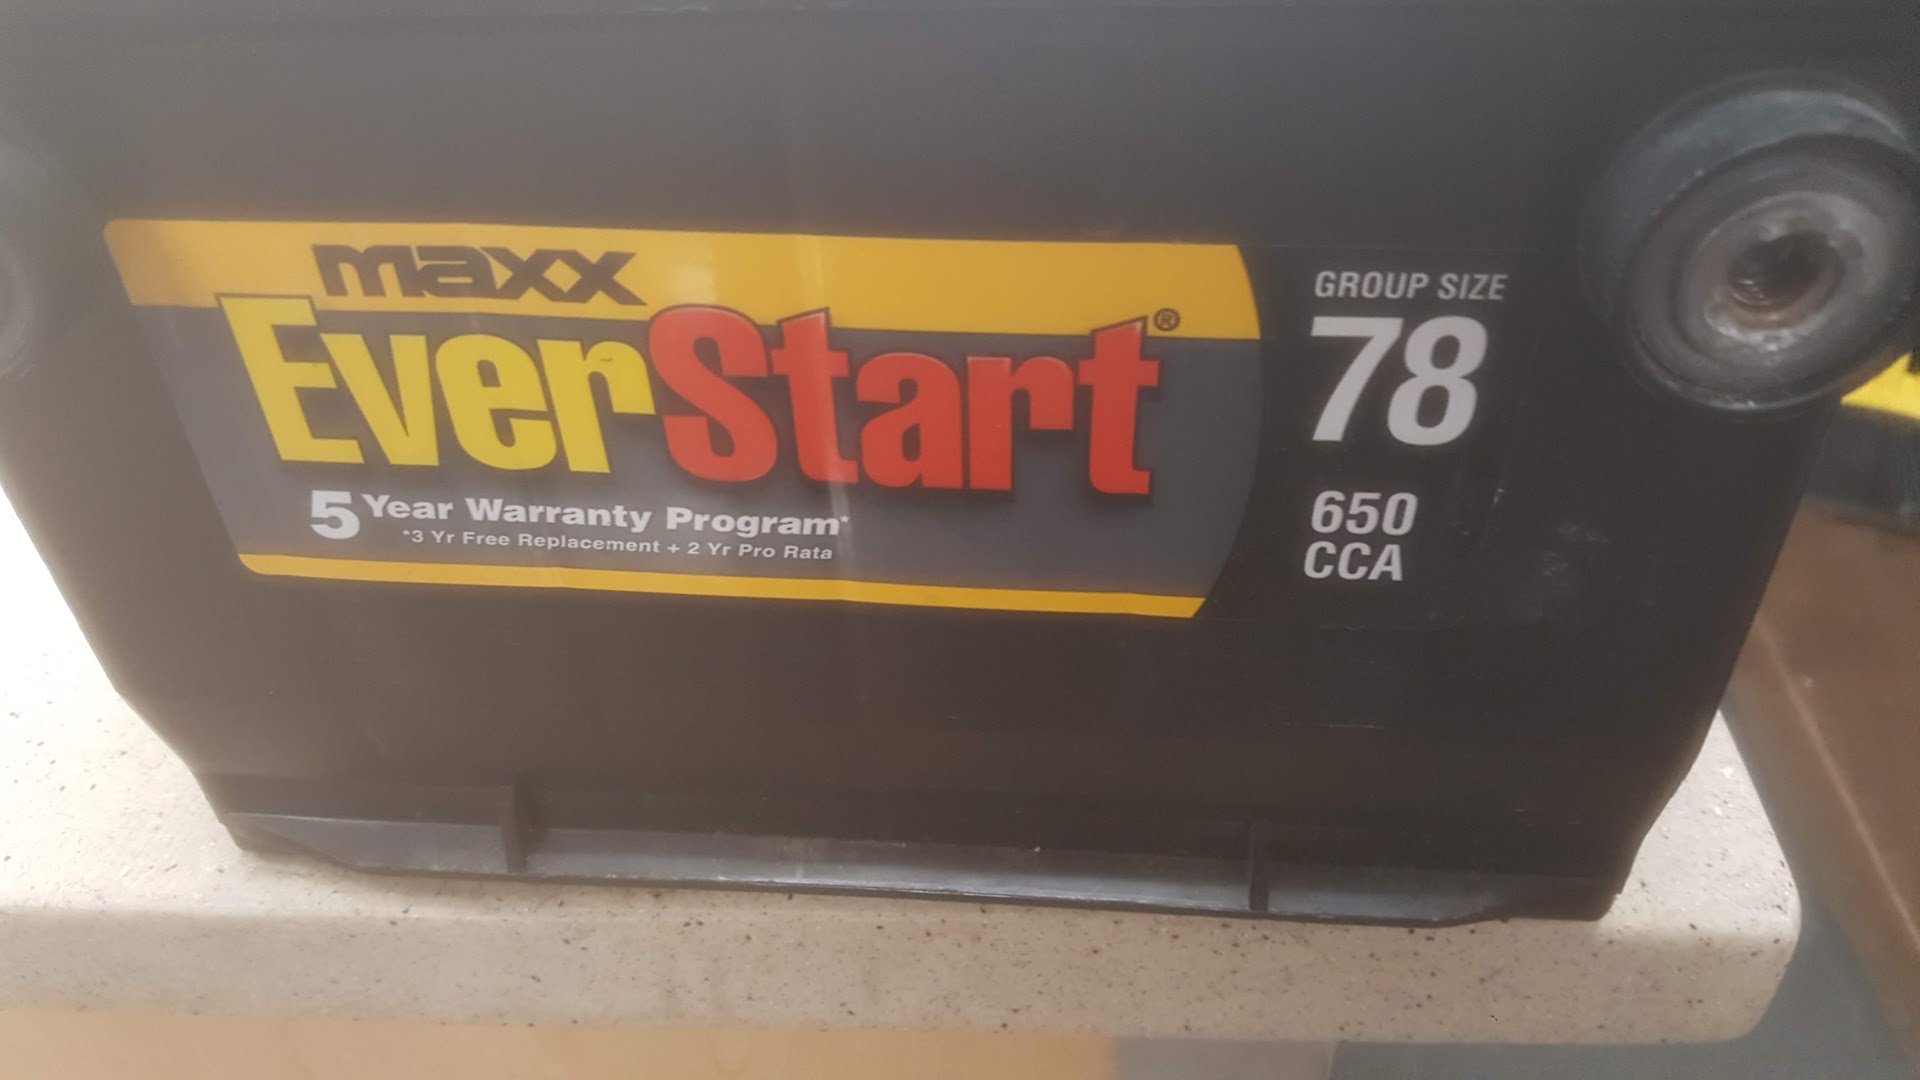 maxx
EverStart®
5 Year Warranty Program*
*3 Yr Free Replacement + 2 Yr Pro Rata
GROUP SIZE
78
650
CCA